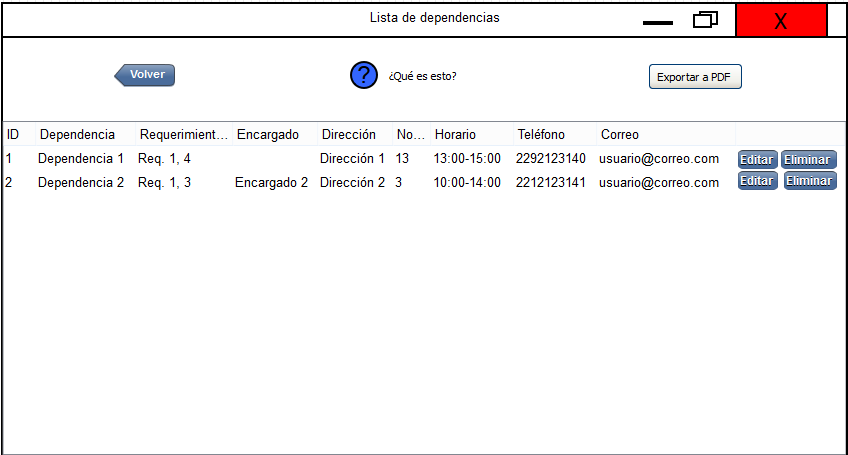 Lista de dependencias
X
Volver
?
¿Qué es esto?
Exportar a PDF
ID Dependencia Requerimient... Encargado Dirección No... Horario Teléfono Correo
1 Dependencia 1 Req. 1, 4 Dirección 1 13 13:00-15:00 2292123140 usuario@correo.com Editar Eliminar
2 Dependencia 2 Req. 1, 3 Encargado 2 Dirección 2 3 10:00-14:00 2212123141 usuario@correo.com Editar Eliminar